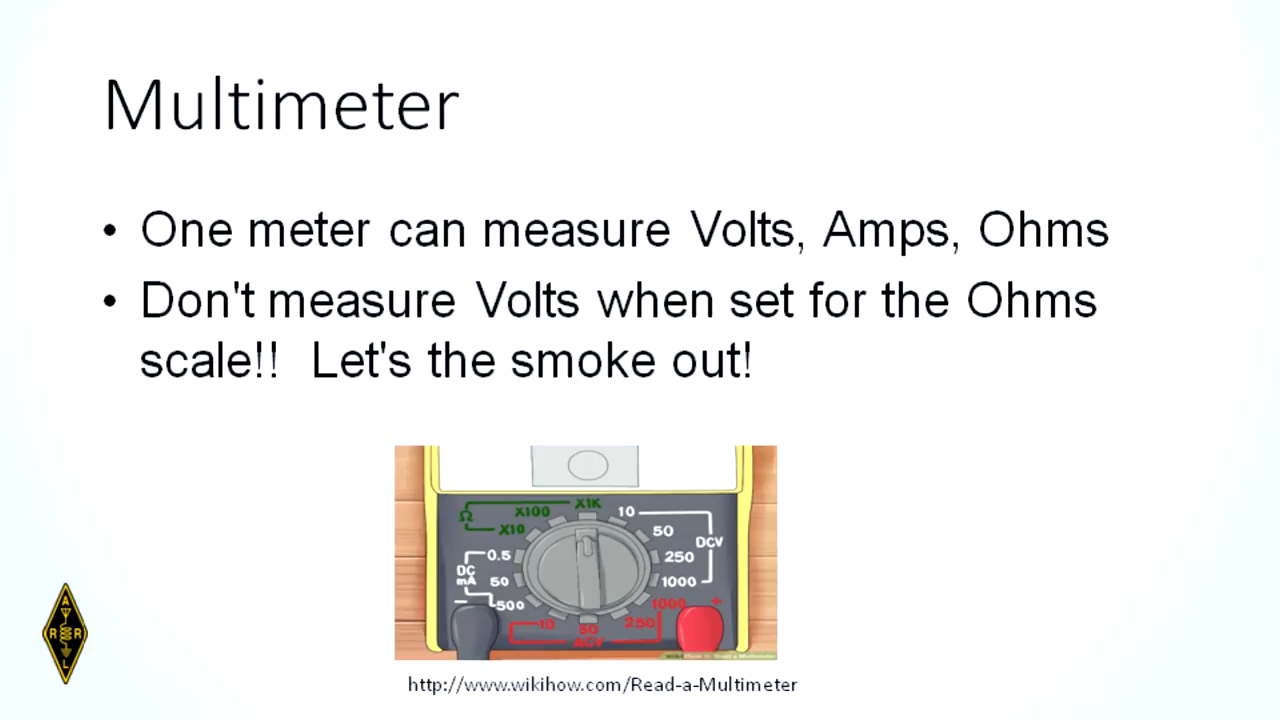 Multimeter
• One meter can measure Volts, Amps, Ohms
• Don't measure Volts when set for the Ohms
scale!!  Let's the smoke out!
Ω X10 X100 X1K
10 50 250 1000 DCV
DC mA 0.5 50 500
10 50 250 1000 ACV
− +
A
R R
L
http://www.wikihow.com/Read-a-Multimeter